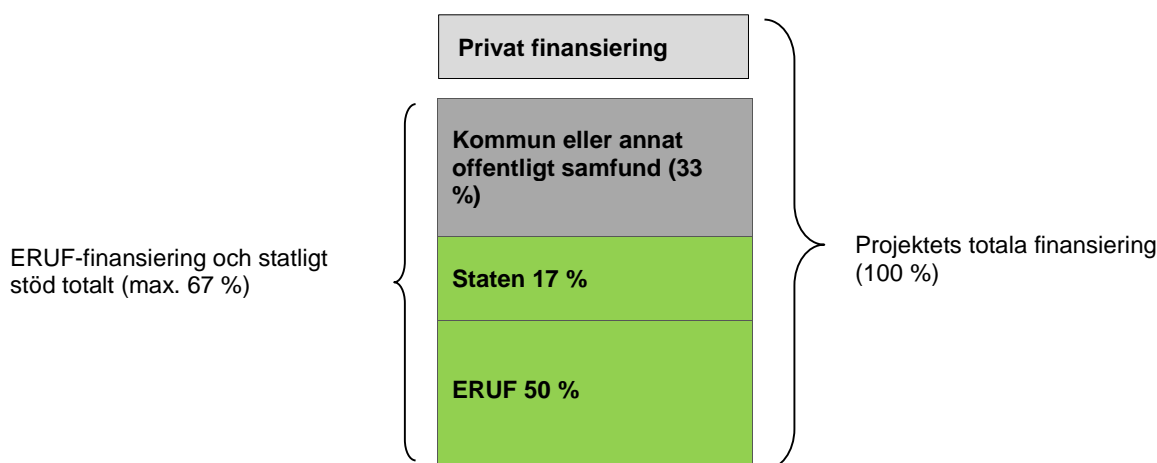 Privat finansiering
Kommun eller annat
offentligt samfund (33
%)
ERUF-finansiering och statligt
stöd totalt (max. 67 %)
Staten 17 %
Projektets totala finansiering
(100 %)
ERUF 50 %